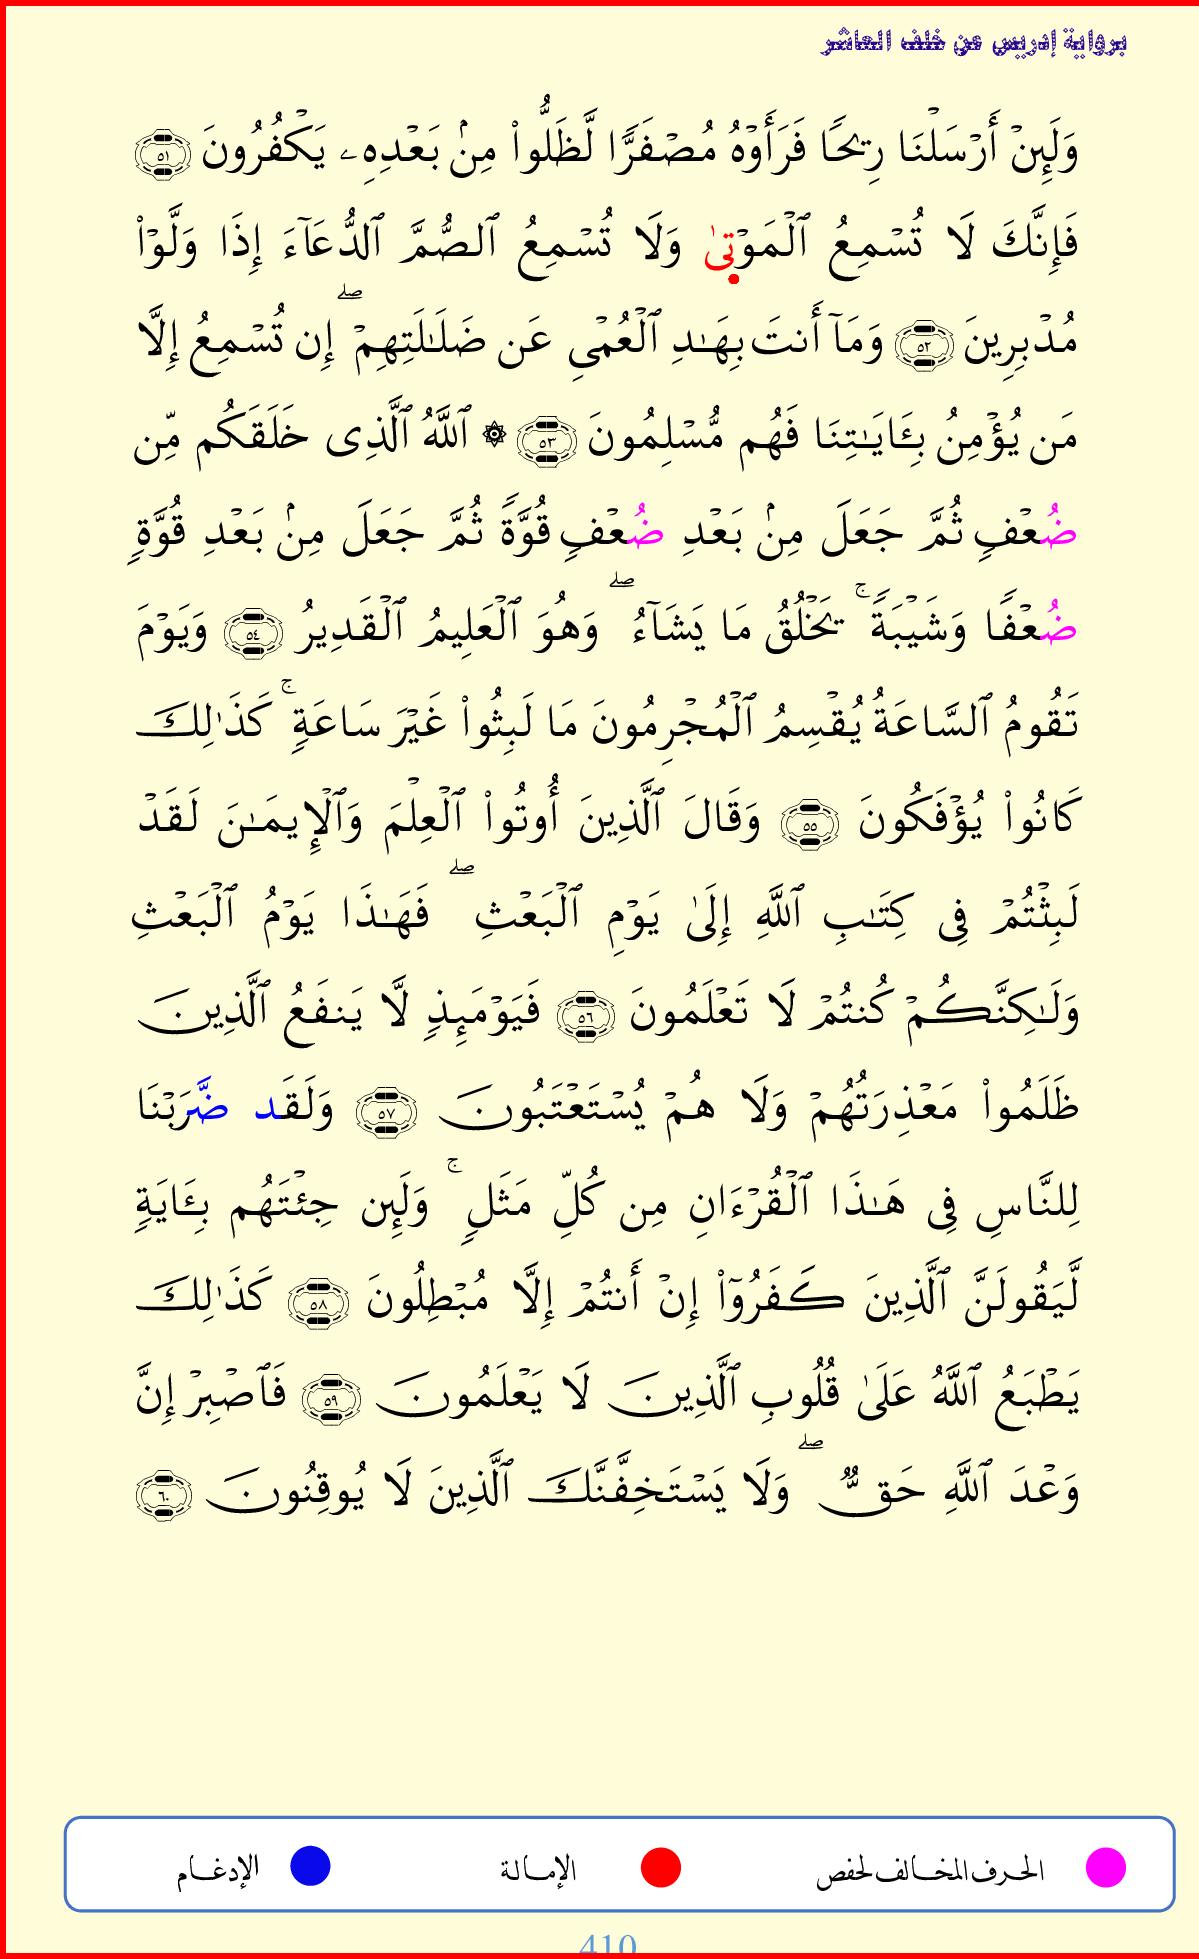 برواية إدريس عن خلف العاشر
وَلَئِنْ أَرْسَلْنَا رِيحًا فَرَأَوْهُ مُصْفَرًّا لَّظَلُّوا۟ مِنۢ بَعْدِهِۦ يَكْفُرُونَ ٥١
فَإِنَّكَ لَا تُسْمِعُ ٱلْمَوْتىٰ وَلَا تُسْمِعُ ٱلصُّمَّ ٱلدُّعَآءَ إِذَا وَلَّوْا۟
مُدْبِرِينَ ٥٢ وَمَآ أَنتَ بِهَـٰدِ ٱلْعُمْىِ عَن ضَلَـٰلَتِهِمْ ۖ إِن تُسْمِعُ إِلَّا
مَن يُؤْمِنُ بِـَٔايَـٰتِنَا فَهُم مُّسْلِمُونَ ٥٣ ۞ ٱللَّهُ ٱلَّذِى خَلَقَكُم مِّن
ضُعْفٍ ثُمَّ جَعَلَ مِنۢ بَعْدِ ضُعْفٍ قُوَّةً ثُمَّ جَعَلَ مِنۢ بَعْدِ قُوَّةٍ
ضُعْفًا وَشَيْبَةً ۚ يَخْلُقُ مَا يَشَآءُ ۖ وَهُوَ ٱلْعَلِيمُ ٱلْقَدِيرُ ٥٤ وَيَوْمَ
تَقُومُ ٱلسَّاعَةُ يُقْسِمُ ٱلْمُجْرِمُونَ مَا لَبِثُوا۟ غَيْرَ سَاعَةٍ ۚ كَذَٰلِكَ
كَانُوا۟ يُؤْفَكُونَ ٥٥ وَقَالَ ٱلَّذِينَ أُوتُوا۟ ٱلْعِلْمَ وَٱلْإِيمَـٰنَ لَقَدْ
لَبِثْتُمْ فِى كِتَـٰبِ ٱللَّهِ إِلَىٰ يَوْمِ ٱلْبَعْثِ ۖ فَهَـٰذَا يَوْمُ ٱلْبَعْثِ
وَلَـٰكِنَّكُمْ كُنتُمْ لَا تَعْلَمُونَ ٥٦ فَيَوْمَئِذٍ لَّا يَنفَعُ ٱلَّذِينَ
ظَلَمُوا۟ مَعْذِرَتُهُمْ وَلَا هُمْ يُسْتَعْتَبُونَ ٥٧ وَلَقَد ضَّرَبْنَا
لِلنَّاسِ فِى هَـٰذَا ٱلْقُرْءَانِ مِن كُلِّ مَثَلٍ ۚ وَلَئِن جِئْتَهُم بِـَٔايَةٍ
لَّيَقُولَنَّ ٱلَّذِينَ كَفَرُوٓا۟ إِنْ أَنتُمْ إِلَّا مُبْطِلُونَ ٥٨ كَذَٰلِكَ
يَطْبَعُ ٱللَّهُ عَلَىٰ قُلُوبِ ٱلَّذِينَ لَا يَعْلَمُونَ ٥٩ فَٱصْبِرْ إِنَّ
وَعْدَ ٱللَّهِ حَقٌّ ۖ وَلَا يَسْتَخِفَّنَّكَ ٱلَّذِينَ لَا يُوقِنُونَ ٦٠
الحرف المخالف لحفص الإمالة الإدغام
410